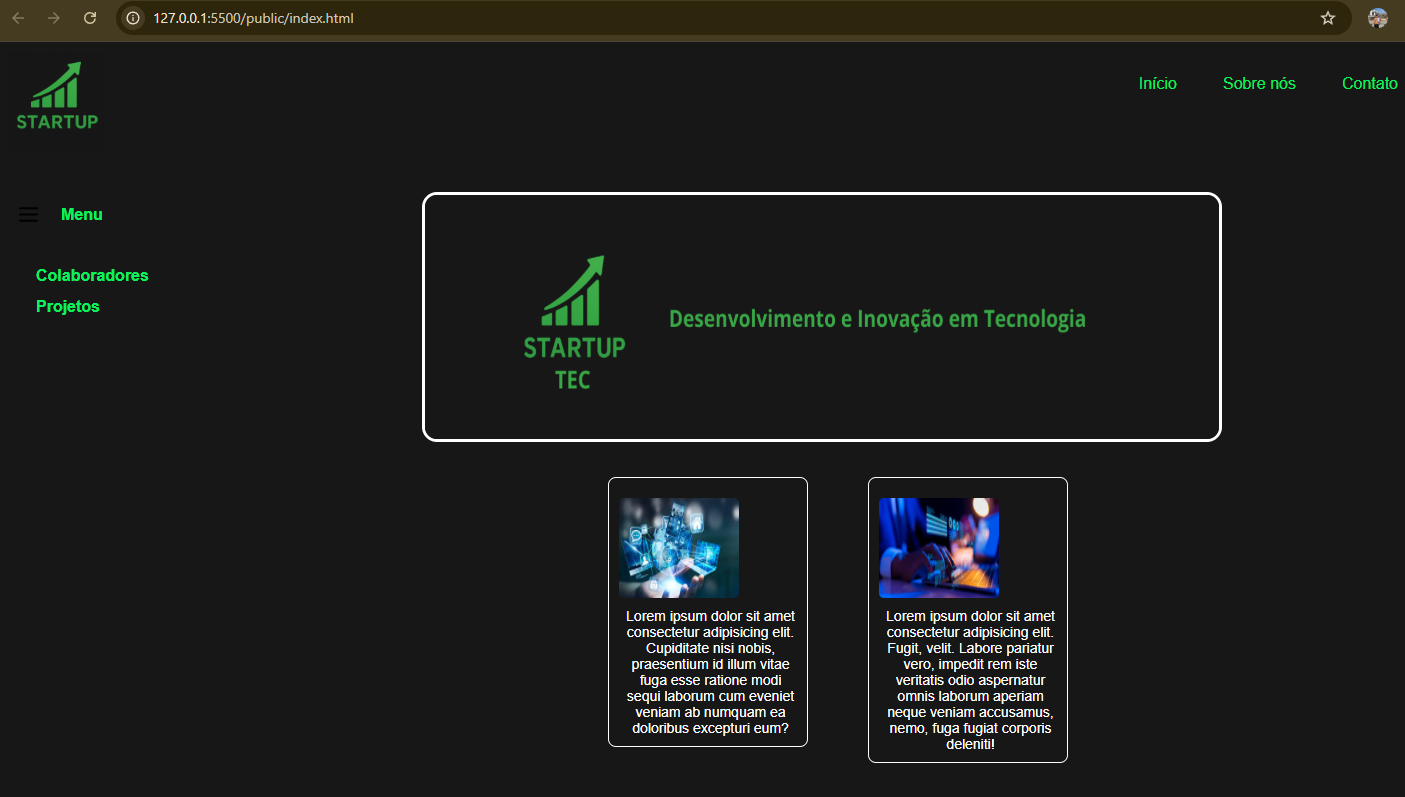 127.0.0.1:5500/public/index.html
STARTUP
Início Sobre nós Contato
Menu
Colaboradores
Projetos
STARTUP
TEC
Desenvolvimento e Inovação em Tecnologia
Lorem ipsum dolor sit amet
consectetur adipisicing elit.
Cupiditate nisi nobis,
praesentium id illum vitae
fuga esse ratione modi
sequi laborum cum eveniet
veniam ab numquam ea
doloribus excepturi eum?
Lorem ipsum dolor sit amet
consectetur adipisicing elit.
Fugit, velit. Labore pariatur
vero, impedit rem iste
veritatis odio aspernatur
omnis laborum aperiam
neque veniam accusamus,
nemo, fuga fugiat corporis
deleniti!